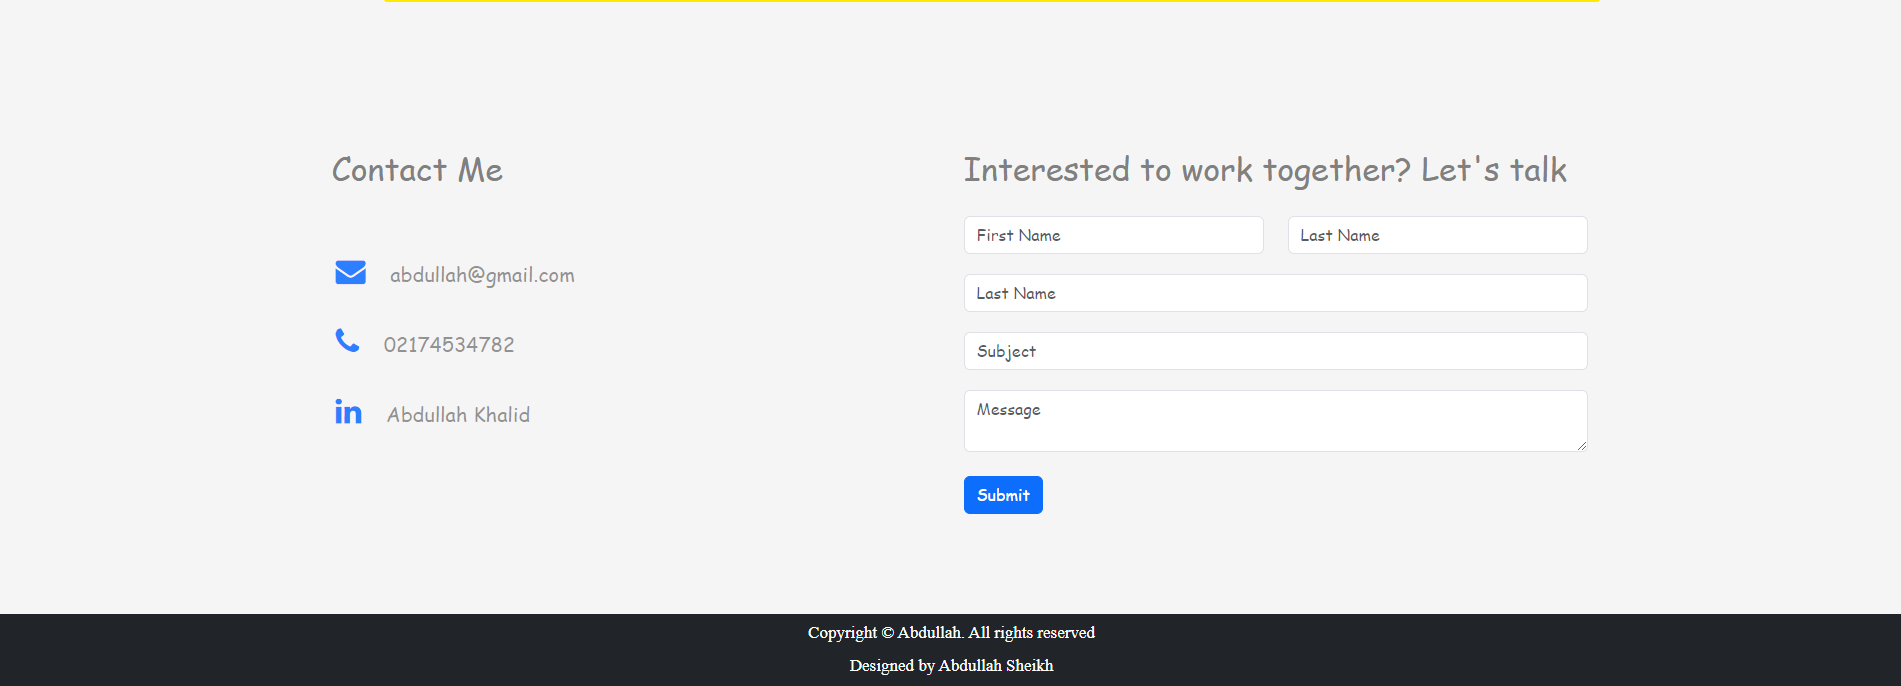 Contact Me
abdullah@gmail.com
02174534782
in Abdullah Khalid
Interested to work together? Let's talk
First Name Last Name
Last Name
Subject
Message
Submit
Copyright © Abdullah. All rights reserved
Designed by Abdullah Sheikh